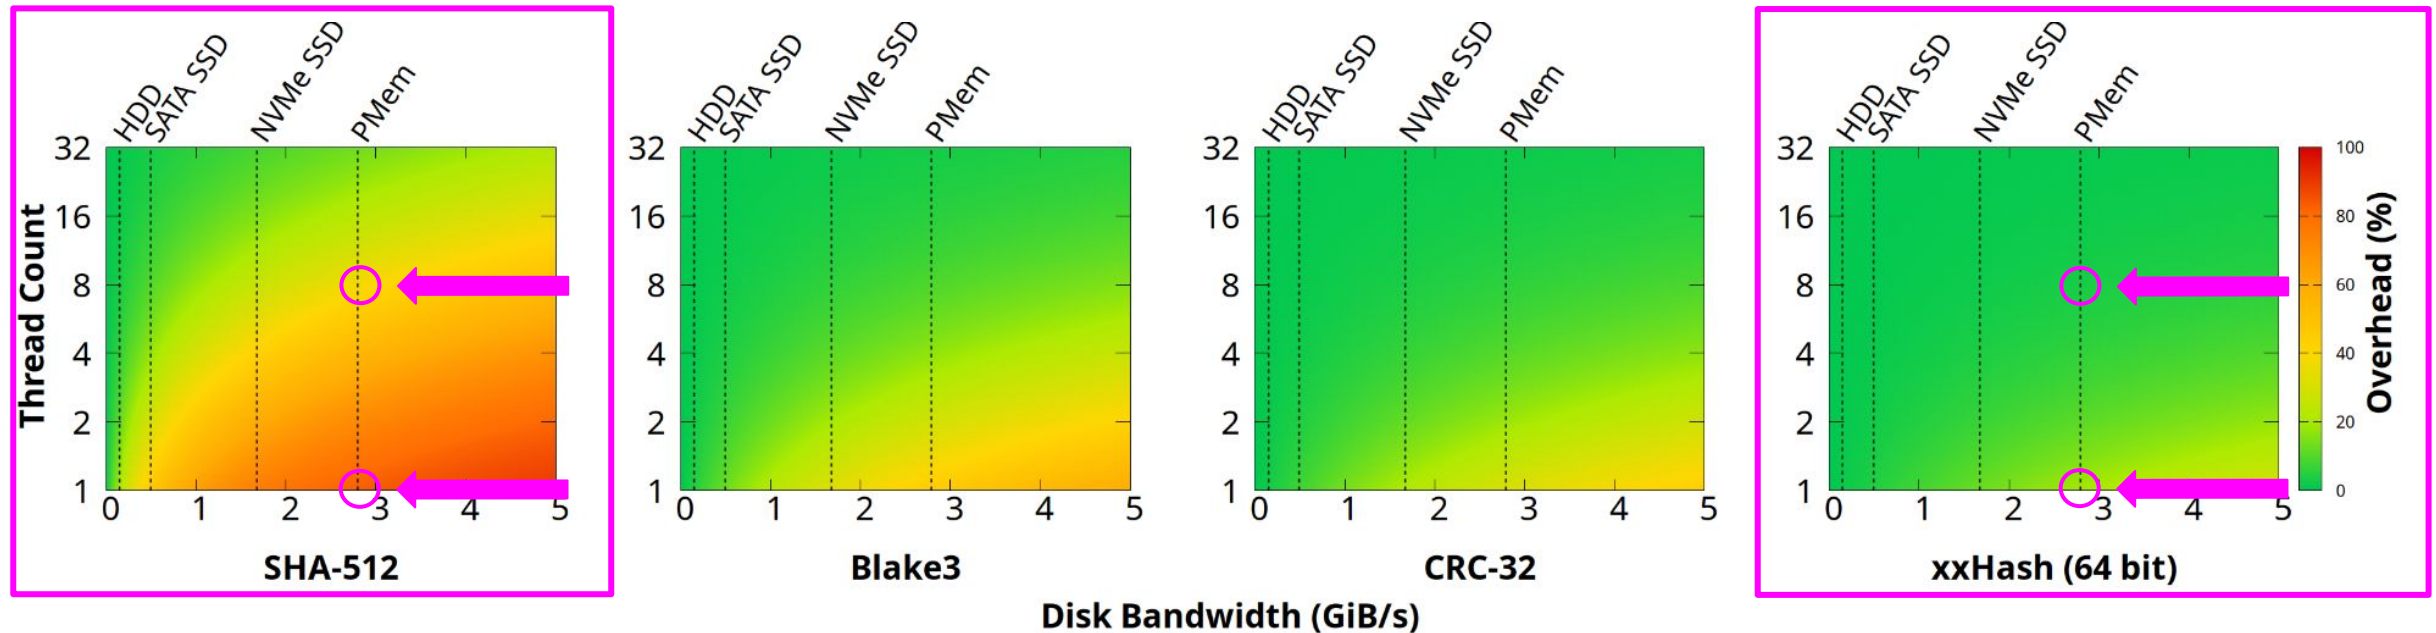 HDD
SATA SSD
NVMe SSD
PMem
HDD
SATA SSD
NVMe SSD
PMem
HDD
SATA SSD
NVMe SSD
PMem
HDD
SATA SSD
NVMe SSD
PMem
Thread Count
32
16
8
4
2
1
0 1 2 3 4 5
SHA-512
32
16
8
4
2
1
0 1 2 3 4 5
Blake3
32
16
8
4
2
1
0 1 2 3 4 5
CRC-32
32
16
8
4
2
1
0 1 2 3 4 5
xxHash (64 bit)
100
80
60
40
20
0
Overhead (%)
Disk Bandwidth (GiB/s)